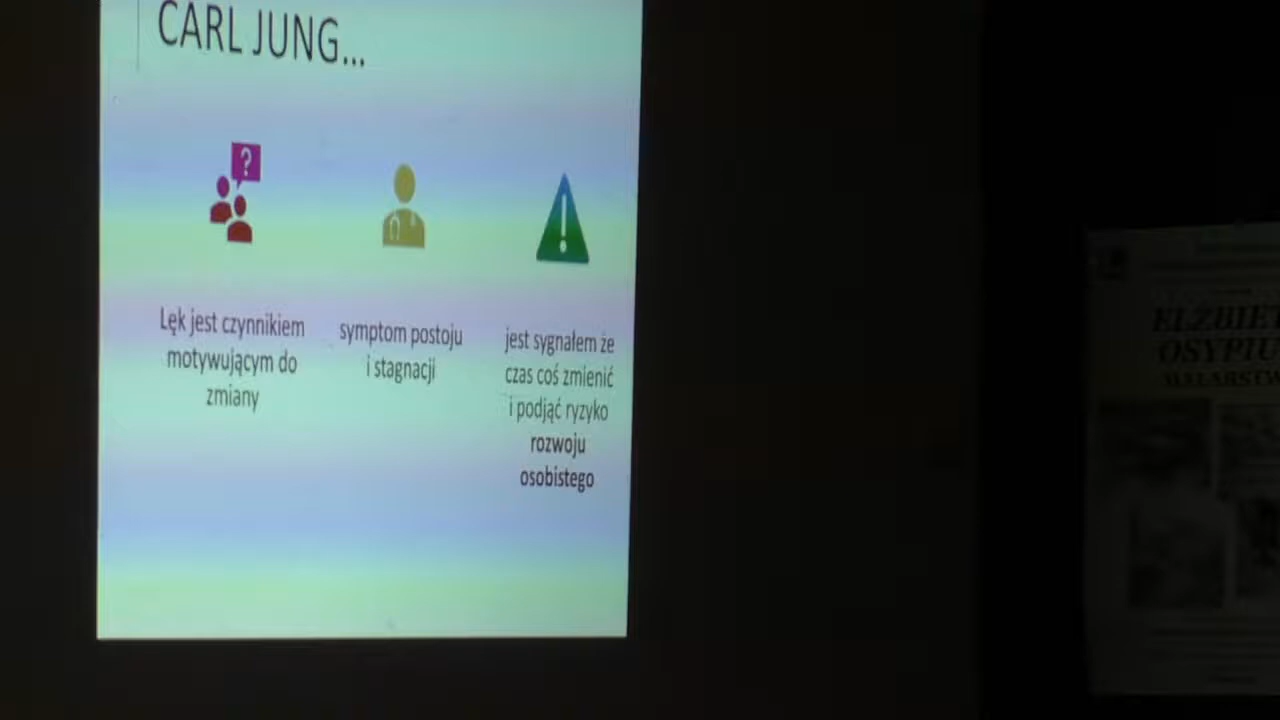 CARL JUNG...
?
Lęk jest czynnikiem
motywującym do
zmiany
symptom postoju
i stagnacji
!
jest sygnałem że
czas coś zmienić
i podjąć ryzyko
rozwoju
osobistego